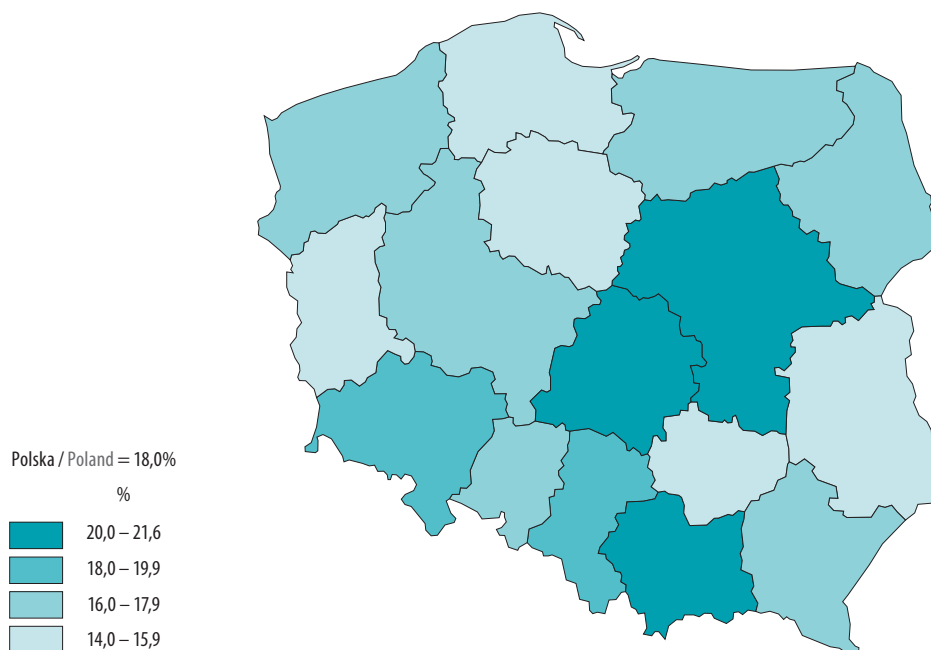 Polska / Poland = 18,0%
%
20,0 – 21,6
18,0 – 19,9
16,0 – 17,9
14,0 – 15,9